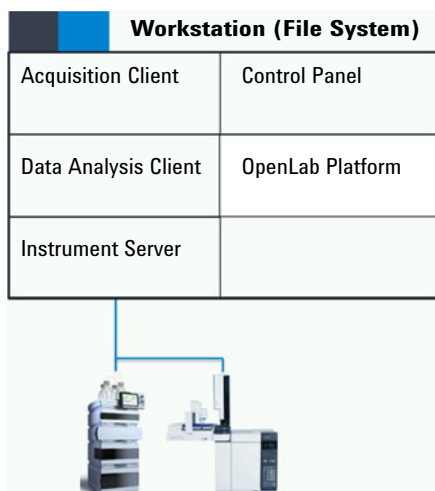 Workstation (File System)
Acquisition Client
Control Panel
Data Analysis Client
OpenLab Platform
Instrument Server